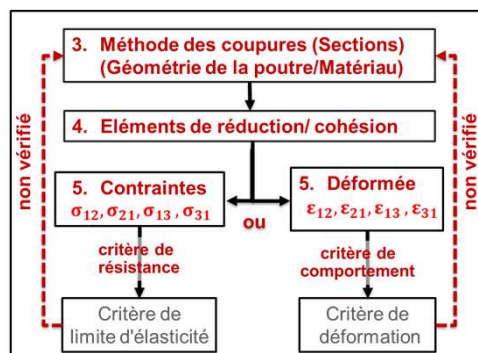 3. Méthode des coupures (Sections)
(Géométrie de la poutre/Matériau)
non vérifié
non vérifié
4. Eléments de réduction/ cohésion
5. Contraintes
σ12, σ21, σ13 , σ31
ou
5. Déformée
ε12, ε21, ε13, ε31
critère de
résistance
critère de
comportement
Critère de
limite d'élasticité
Critère de
déformation